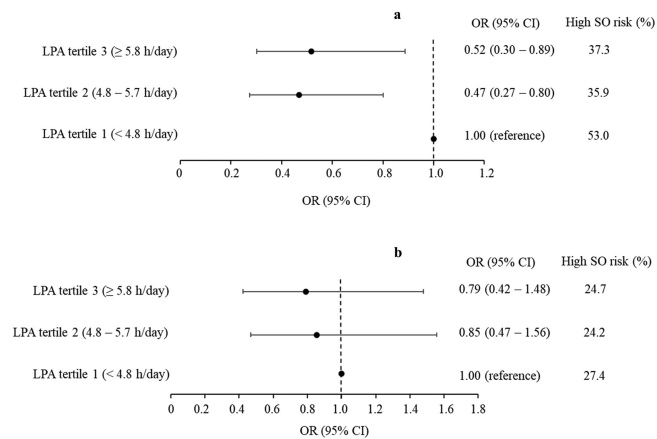 a
OR (95% CI) High SO risk (%)
LPA tertile 3 (≥ 5.8 h/day) 0.52 (0.30 – 0.89) 37.3
LPA tertile 2 (4.8 – 5.7 h/day) 0.47 (0.27 – 0.80) 35.9
LPA tertile 1 (< 4.8 h/day) 1.00 (reference) 53.0
0 0.2 0.4 0.6 0.8 1.0 1.2
OR (95% CI)
b
OR (95% CI) High SO risk (%)
LPA tertile 3 (≥ 5.8 h/day) 0.79 (0.42 – 1.48) 24.7
LPA tertile 2 (4.8 – 5.7 h/day) 0.85 (0.47 – 1.56) 24.2
LPA tertile 1 (< 4.8 h/day) 1.00 (reference) 27.4
0 0.2 0.4 0.6 0.8 1.0 1.2 1.4 1.6 1.8
OR (95% CI)